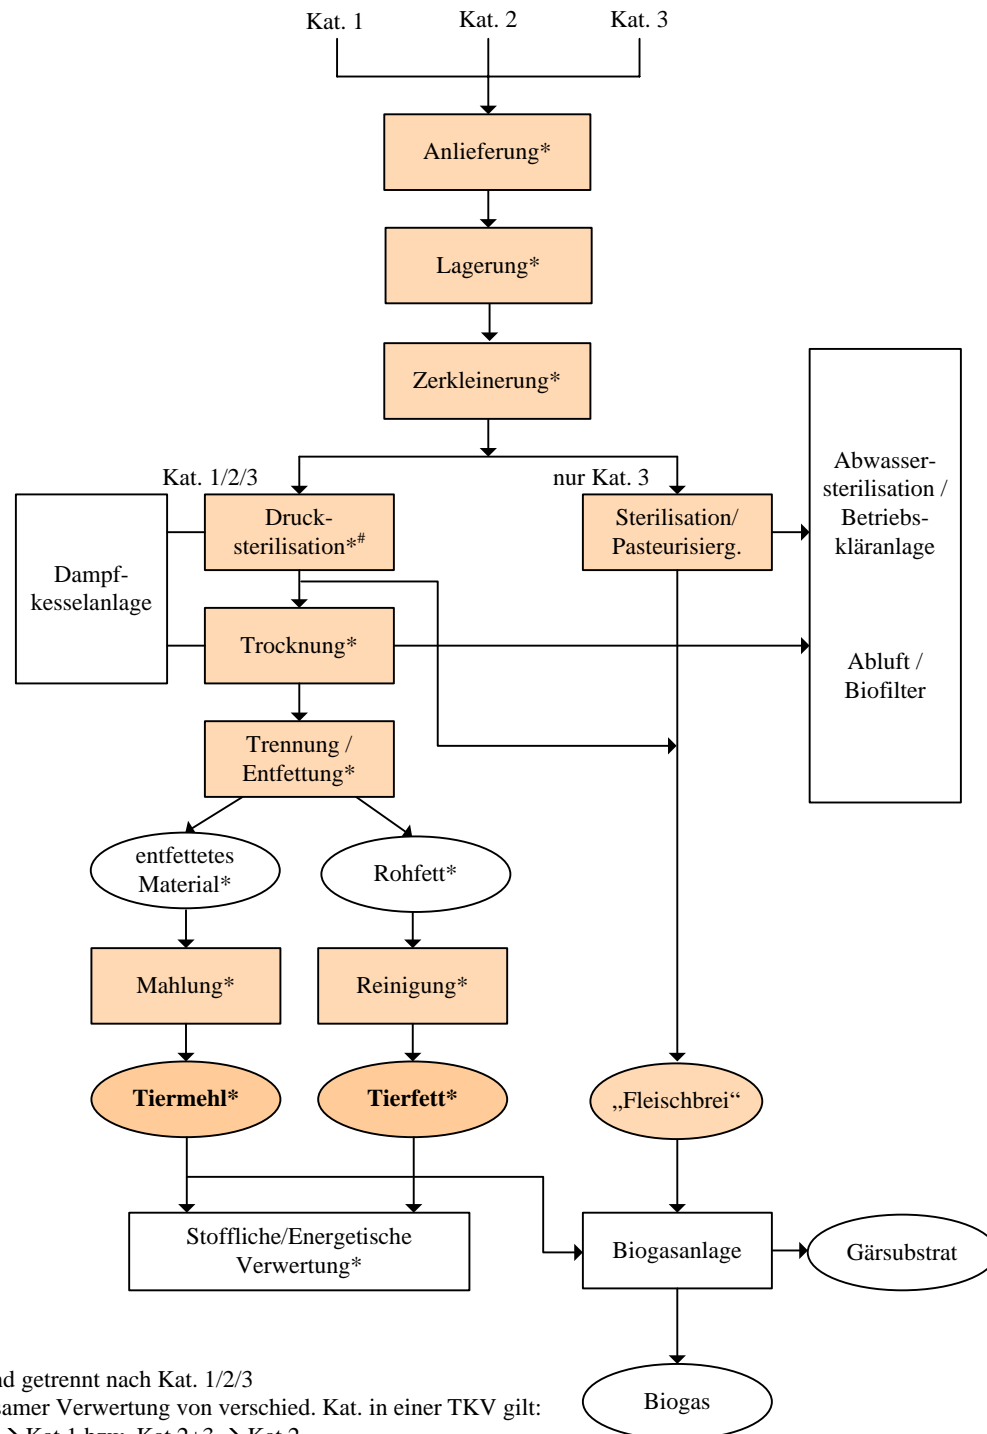 Kat. 1
Kat. 2
Kat. 3
Anlieferung*
Lagerung*
Zerkleinerung*
Kat. 1/2/3
nur Kat. 3
Druck-
sterilisation*#
Sterilisation/
Pasteurisierg.
Abwasser-
sterilisation /
Betriebs-
kläranlage
Dampf-
kesselanlage
Trocknung*
Abluft /
Biofilter
Trennung /
Entfettung*
entfettetes
Material*
Rohfett*
Mahlung*
Reinigung*
Tiermehl*
Tierfett*
„Fleischbrei“
Stoffliche/Energetische
Verwertung*
Biogasanlage
Gärsubstrat
Biogas
getrennt nach Kat. 1/2/3
Verwertung von verschied. Kat. in einer TKV gilt: